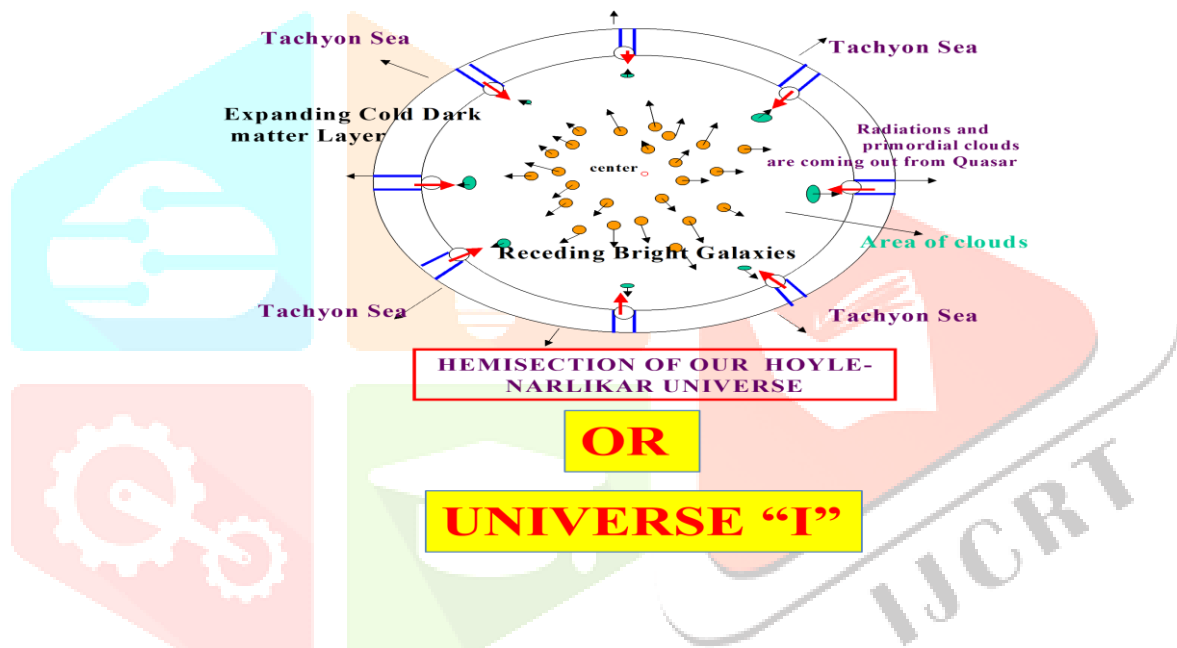 Tachyon Sea
Tachyon Sea
Expanding Cold Dark
matter Layer
Radiations and
primordial clouds
are coming out from Quasar
center
Area of clouds
Receding Bright Galaxies
Tachyon Sea
Tachyon Sea
HEMISECTION OF OUR HOYLE-
NARLIKAR UNIVERSE
OR
UNIVERSE “I”
IJCRT